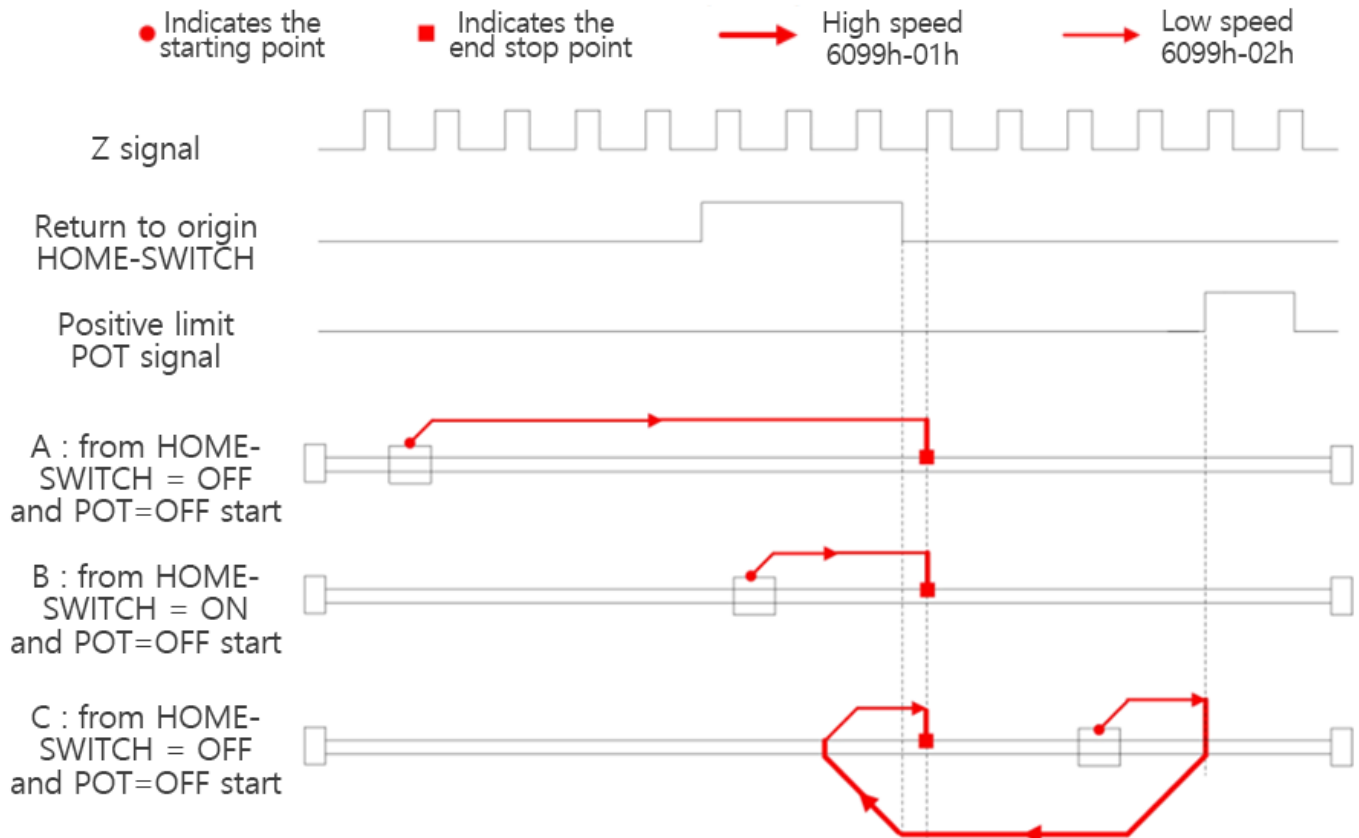 Indicates the
starting point
Indicates the
end stop point
High speed
6099h-01h
Low speed
6099h-02h
Z signal
Return to origin
HOME-SWITCH
Positive limit
POT signal
A : from HOME-
SWITCH = OFF
and POT=OFF start
B : from HOME-
SWITCH = ON
and POT=OFF start
C : from HOME-
SWITCH = OFF
and POT=OFF start